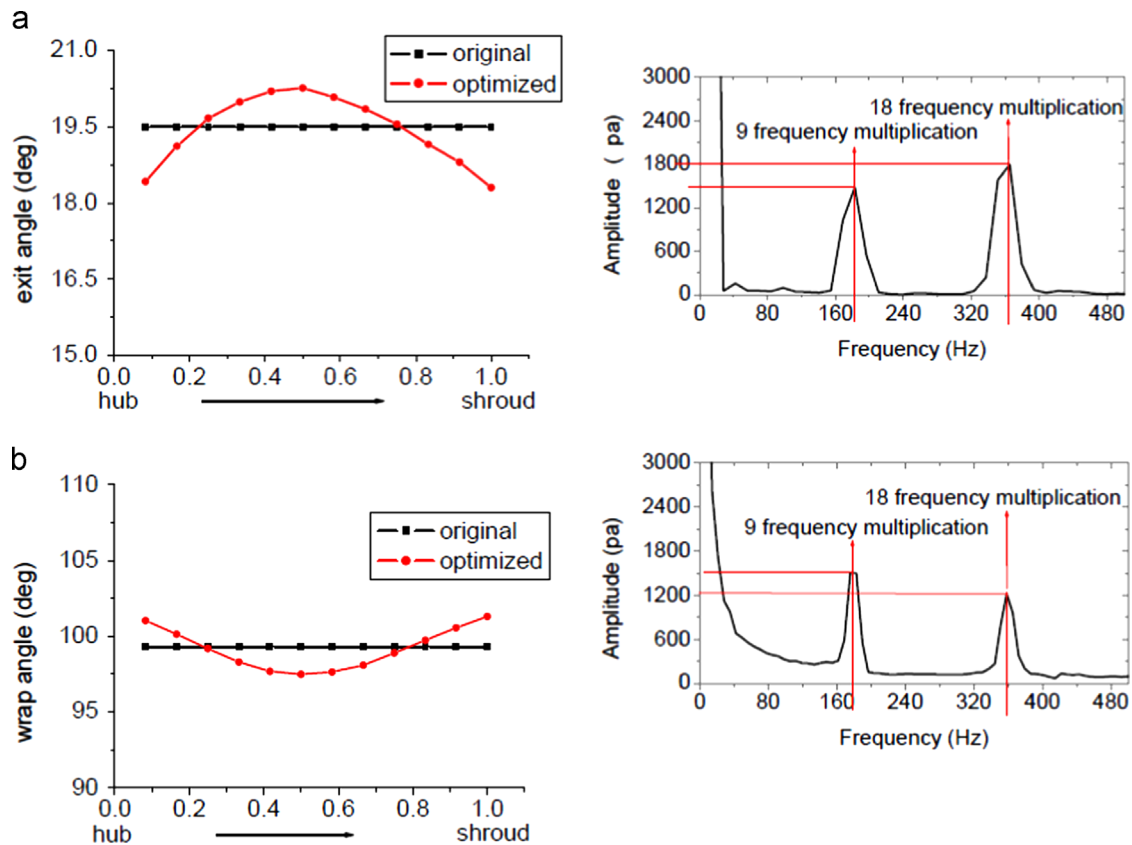 a
21.0
19.5
18.0
16.5
15.0
exit angle (deg)
original
optimized
0.0 0.2 0.4 0.6 0.8 1.0
hub shroud
3000
2400
1800
1200
600
0
Amplitude ( pa)
18 frequency multiplication
9 frequency multiplication
0 80 160 240 320 400 480
Frequency (Hz)
b
110
105
100
95
90
wrap angle (deg)
original
optimized
0.0 0.2 0.4 0.6 0.8 1.0
hub shroud
3000
2400
1800
1200
600
0
Amplitude (pa)
18 frequency multiplication
9 frequency multiplication
0 80 160 240 320 400 480
Frequency (Hz)